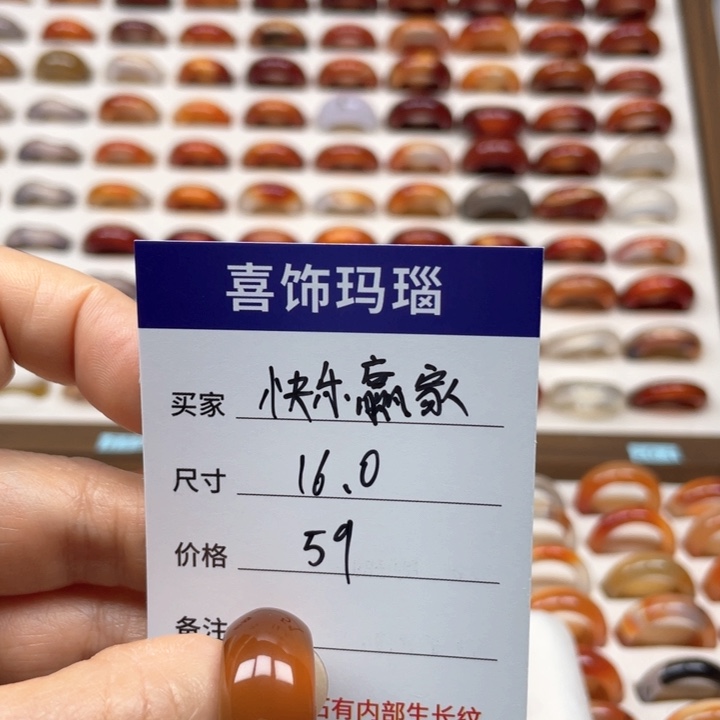 喜饰玛瑙
买家 快乐赢家
尺寸 16.0
价格 59
备注
石有内部生长纹